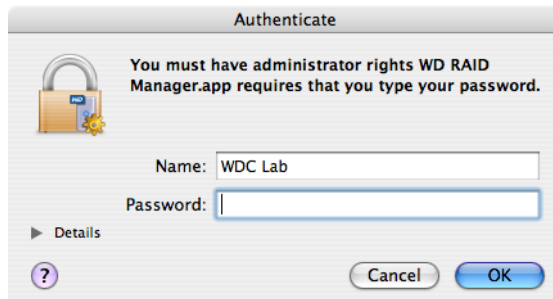 Authenticate
You must have administrator rights WD RAID
Manager.app requires that you type your password.
WD
Name: WDC Lab
Password:
Details
?
Cancel OK